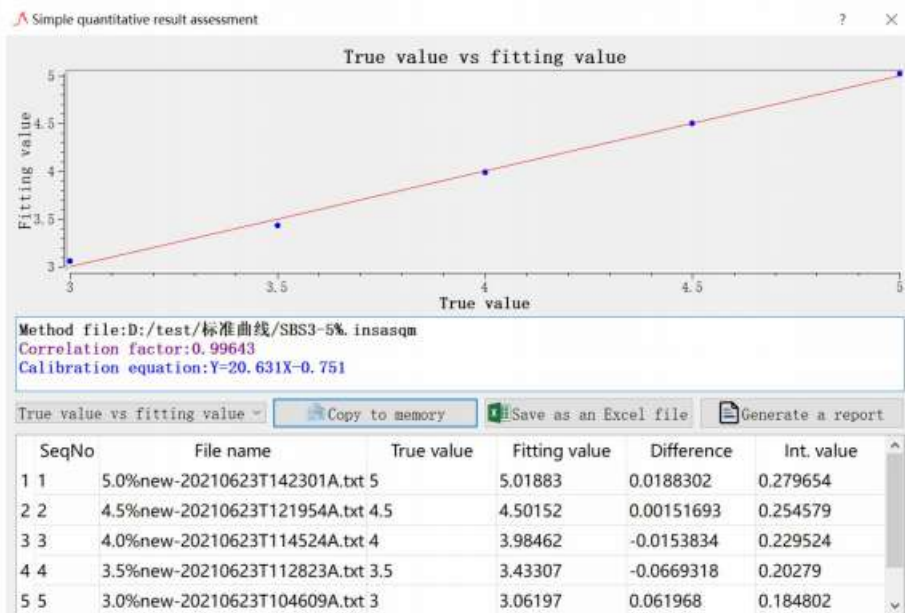 Simple quantitative result assessment ? ×
True value vs fitting value
Fitting value
5
4.5
4
3.5
3
3 3.5 4 4.5 5
True value
Method file:D:/test/标准曲线/SBS3-5%.insasqm
Correlation factor:0.99643
Calibration equation:Y=20.631X-0.751
True value vs fitting value Copy to memory Save as an Excel file Generate a report
SeqNo File name True value Fitting value Difference Int. value
1 1 5.0%new-20210623T142301A.txt 5 5.01883 0.0188302 0.279654
2 2 4.5%new-20210623T121954A.txt 4.5 4.50152 0.00151693 0.254579
3 3 4.0%new-20210623T114524A.txt 4 3.98462 -0.0153834 0.229524
4 4 3.5%new-20210623T112823A.txt 3.5 3.43307 -0.0669318 0.20279
5 5 3.0%new-20210623T104609A.txt 3 3.06197 0.061968 0.184802